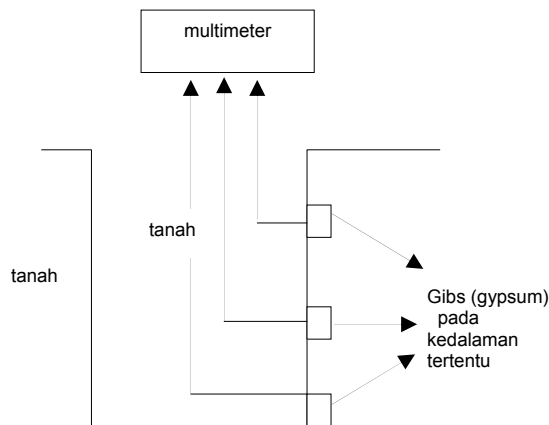 multimeter
tanah
tanah
Gibs (gypsum)
pada
kedalaman
tertentu